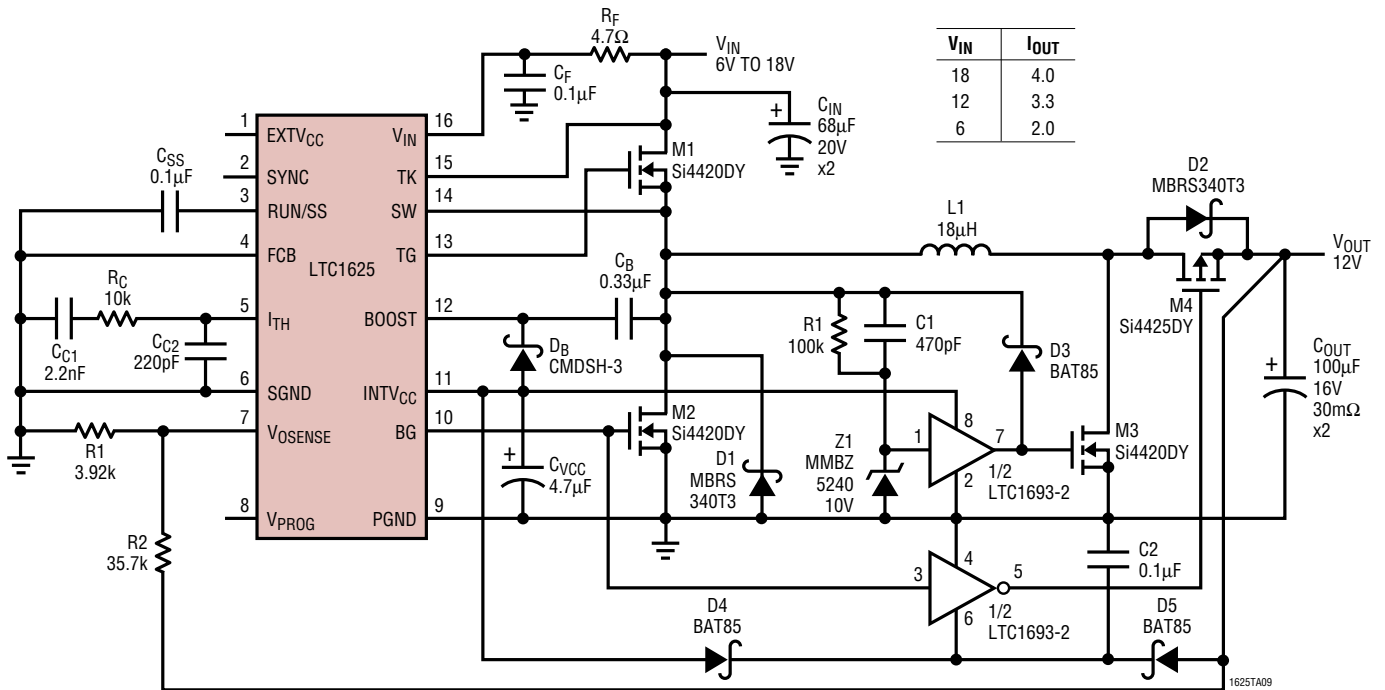 R_F
4.7Ω
V_IN
6V TO 18V
V_IN I_OUT
18 4.0
12 3.3
6 2.0
C_F
0.1µF
+
C_IN
68µF
20V
x2
1
EXTV_CC
2
SYNC
3
RUN/SS
4
FCB
LTC1625
5
I_TH
6
SGND
7
V_OSENSE
8
V_PROG
16
V_IN
15
TK
14
SW
13
TG
12
BOOST
11
INTV_CC
10
BG
9
PGND
C_SS
0.1µF
R_C
10k
C_C1
2.2nF
C_C2
220pF
R1
3.92k
R2
35.7k
M1
Si4420DY
C_B
0.33µF
D_B
CMDSH-3
+
C_VCC
4.7µF
M2
Si4420DY
D1
MBRS
340T3
L1
18µH
R1
100k
C1
470pF
D3
BAT85
Z1
MMBZ
5240
10V
1
8
7
2
1/2
LTC1693-2
M3
Si4420DY
D2
MBRS340T3
M4
Si4425DY
V_OUT
12V
+
C_OUT
100µF
16V
30mΩ
x2
C2
0.1µF
3
4
5
6
1/2
LTC1693-2
D4
BAT85
D5
BAT85
1625TA09